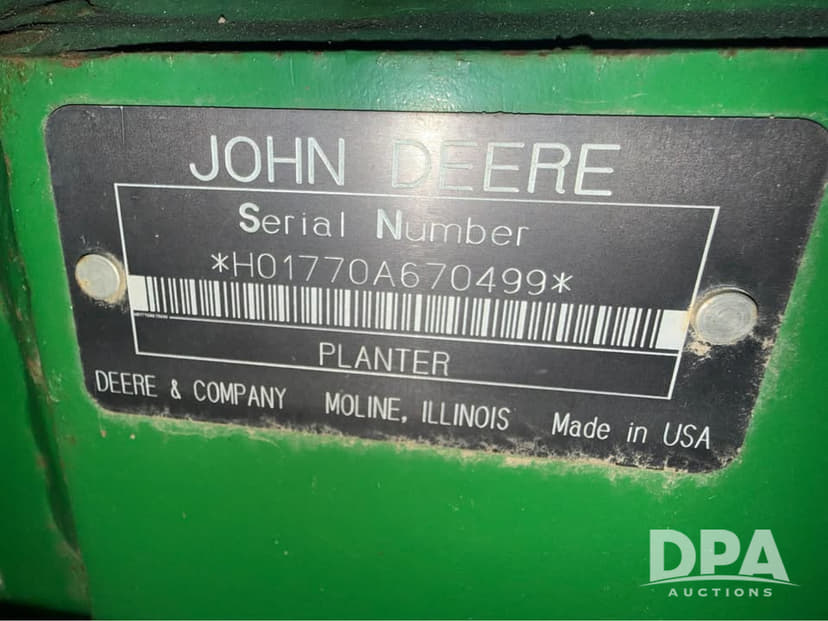 JOHN DEERE
Serial Number
*H01770A670499*
PLANTER
DEERE & COMPANY MOLINE, ILLINOIS Made in USA
DPA
AUCTIONS